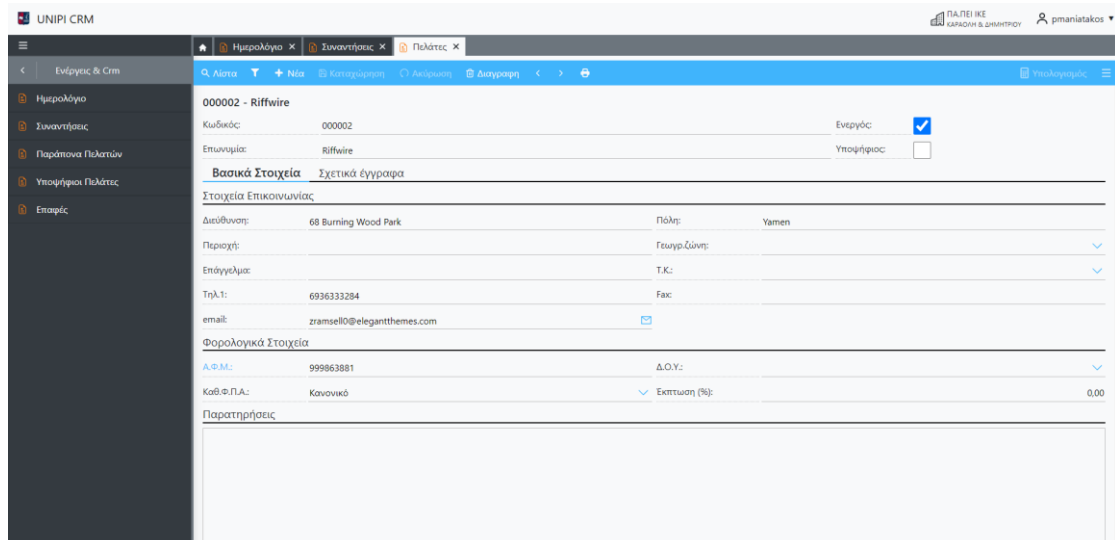 UNIPI CRM
ΠΑ.ΠΕΙ ΙΚΕ
ΚΑΡΑΟΛΗ & ΔΗΜΗΤΡΙΟΥ
pmaniatakos
Ημερολόγιο X Συναντήσεις X Πελάτες X
Ενέργεις & Crm
Λίστα Νέα Καταχώρηση Ακύρωση Διαγραφη Υπολογισμός
Ημερολόγιο
Συναντήσεις
Παράπονα Πελατών
Υποψήφιοι Πελάτες
Επαφές
000002 - Riffwire
Κωδικός: 000002 Ενεργός:
Επωνυμία: Riffwire Υποψήφιος:
Βασικά Στοιχεία Σχετικά έγγραφα
Στοιχεία Επικοινωνίας
Διεύθυνση: 68 Burning Wood Park Πόλη: Yamen
Περιοχή: Γεωγρ.ζώνη:
Επάγγελμα: Τ.Κ.:
Τηλ.1: 6936333284 Fax:
email: zramsell0@elegantthemes.com
Φορολογικά Στοιχεία
Α.Φ.Μ.: 999863881 Δ.Ο.Υ.:
Καθ.Φ.Π.Α.: Κανονικό Έκπτωση (%): 0,00
Παρατηρήσεις